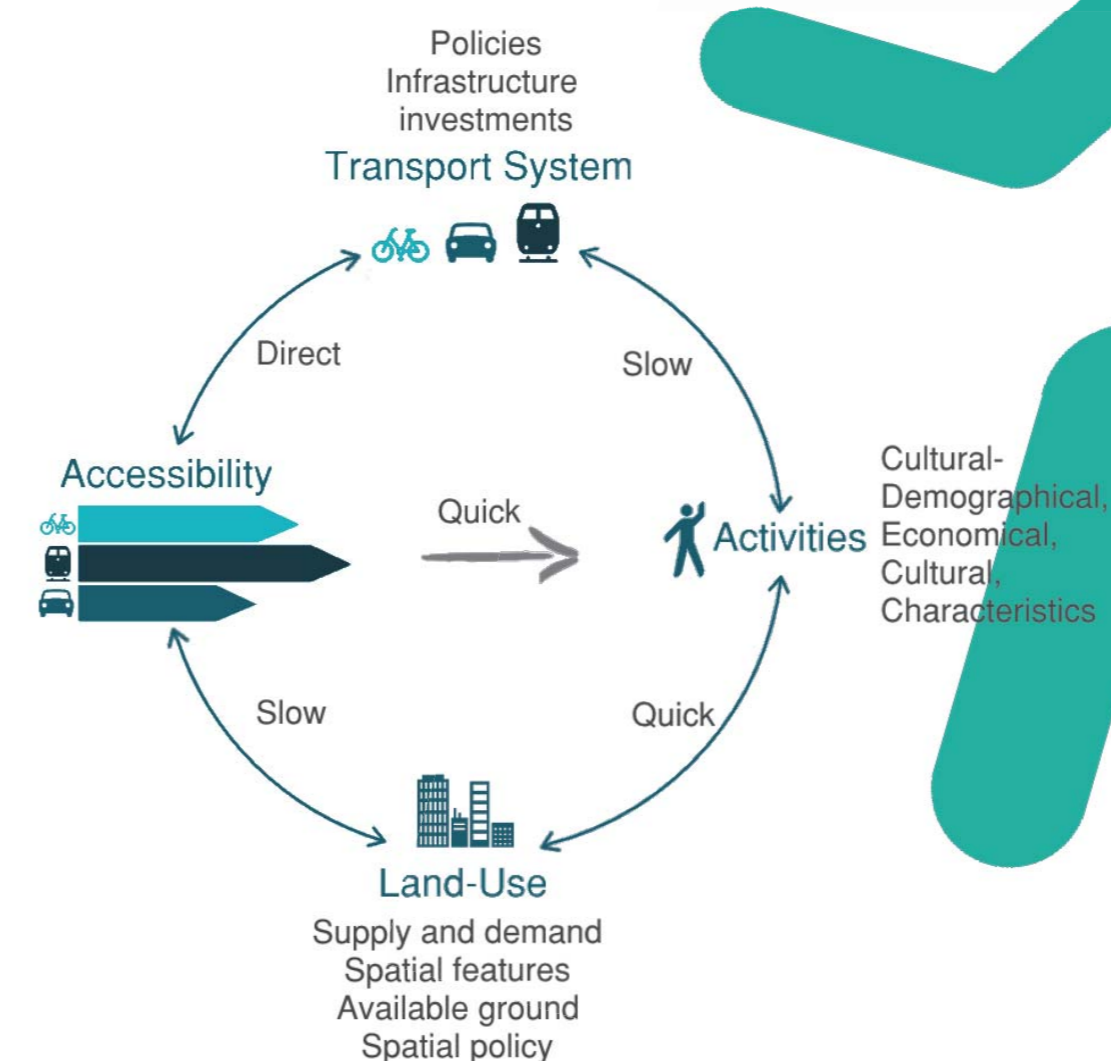 Policies
Infrastructure
investments
Transport System
Direct
Slow
Accessibility
Quick
Activities
Cultural-
Demographical,
Economical,
Cultural,
Characteristics
Slow
Quick
Land-Use
Supply and demand
Spatial features
Available ground
Spatial policy